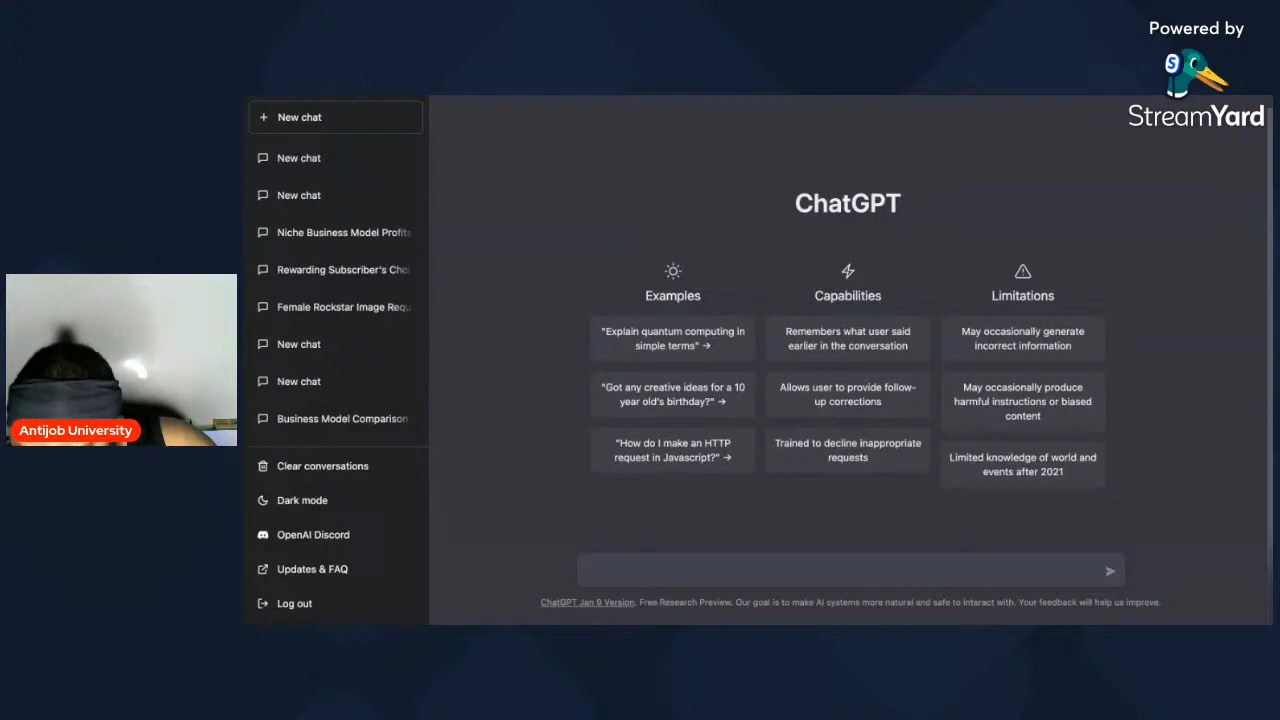 Powered by
StreamYard
New chat
New chat
New chat
Niche Business Model Profits
Rewarding Subscriber's Choi
Female Rockstar Image Requ
New chat
New chat
Business Model Comparison
Clear conversations
Dark mode
OpenAI Discord
Updates & FAQ
Log out
Antijob University
ChatGPT
Examples
"Explain quantum computing in
simple terms" →
"Got any creative ideas for a 10
year old's birthday?" →
"How do I make an HTTP
request in Javascript?" →
Capabilities
Remembers what user said
earlier in the conversation
Allows user to provide follow-
up corrections
Trained to decline inappropriate
requests
Limitations
May occasionally generate
incorrect information
May occasionally produce
harmful instructions or biased
content
Limited knowledge of world and
events after 2021
ChatGPT Jan 9 Version. Free Research Preview. Our goal is to make AI systems more natural and safe to interact with. Your feedback will help us improve.